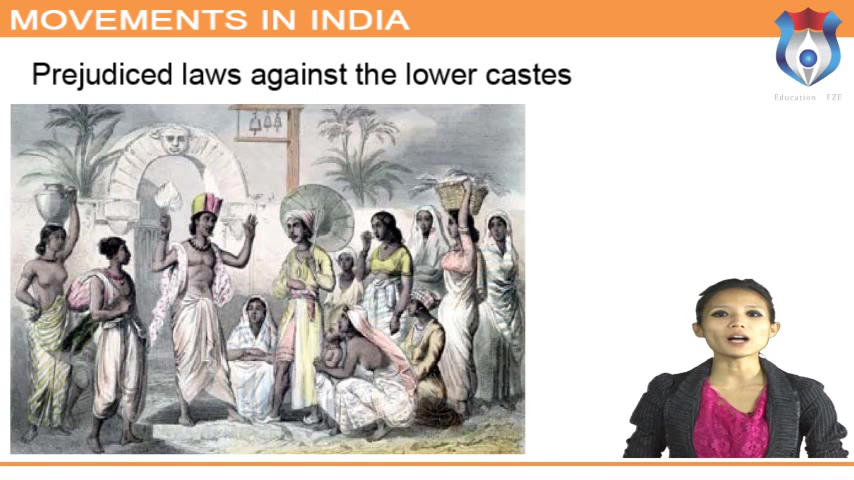 MOVEMENTS IN INDIA
Prejudiced laws against the lower castes
Education FZE